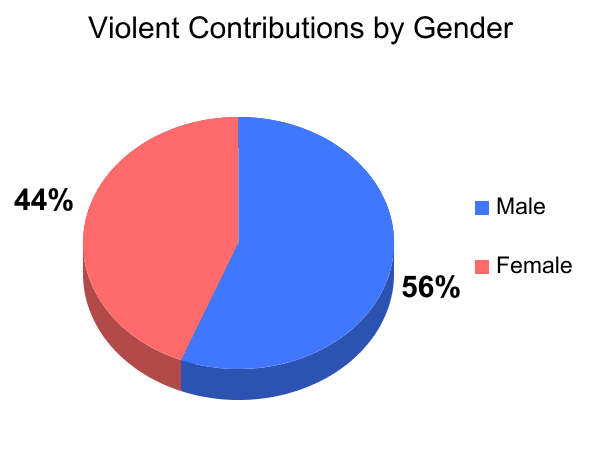 Violent Contributions by Gender
44%
Male
Female
56%